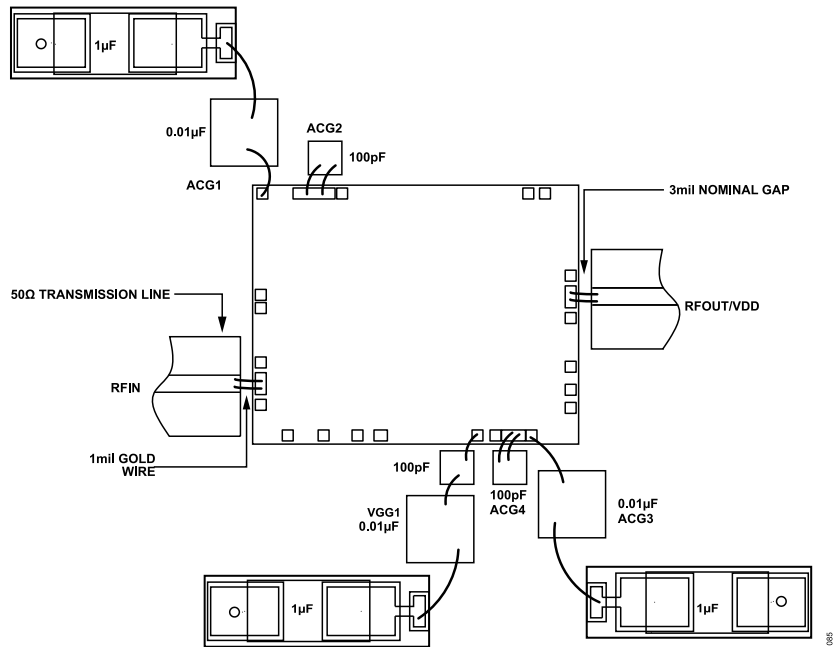 1µF
0.01µF
ACG1
ACG2
100pF
3mil NOMINAL GAP
50Ω TRANSMISSION LINE
RFOUT/VDD
RFIN
1mil GOLD
WIRE
100pF
VGG1
0.01µF
100pF
ACG4
0.01µF
ACG3
1µF
1µF
085